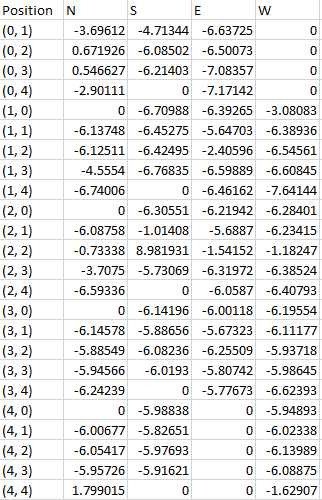 Position N S E W
(0, 1) -3.69612 -4.71344 -6.63725 0
(0, 2) 0.671926 -6.08502 -6.50073 0
(0, 3) 0.546627 -6.21403 -7.08357 0
(0, 4) -2.90111 0 -7.17142 0
(1, 0) 0 -6.70988 -6.39265 -3.08083
(1, 1) -6.13748 -6.45275 -5.64703 -6.38936
(1, 2) -6.12511 -6.42495 -2.40596 -6.54561
(1, 3) -4.5554 -6.76835 -6.59889 -6.60845
(1, 4) -6.74006 0 -6.46162 -7.64144
(2, 0) 0 -6.30551 -6.21942 -6.28401
(2, 1) -6.08758 -1.01408 -5.6887 -6.23415
(2, 2) -0.73338 8.981931 -1.54152 -1.18247
(2, 3) -3.7075 -5.73069 -6.31972 -6.38524
(2, 4) -6.59336 0 -6.0587 -6.40793
(3, 0) 0 -6.14196 -6.00118 -6.19554
(3, 1) -6.14578 -5.88656 -5.67323 -6.11177
(3, 2) -5.88549 -6.08236 -6.25509 -5.93718
(3, 3) -5.94566 -6.0193 -5.80742 -5.98645
(3, 4) -6.24239 0 -5.77673 -6.62393
(4, 0) 0 -5.98838 0 -5.94893
(4, 1) -6.00677 -5.82651 0 -6.02338
(4, 2) -6.05417 -5.97693 0 -6.13989
(4, 3) -5.95726 -5.91621 0 -6.08875
(4, 4) 1.799015 0 0 -1.62907